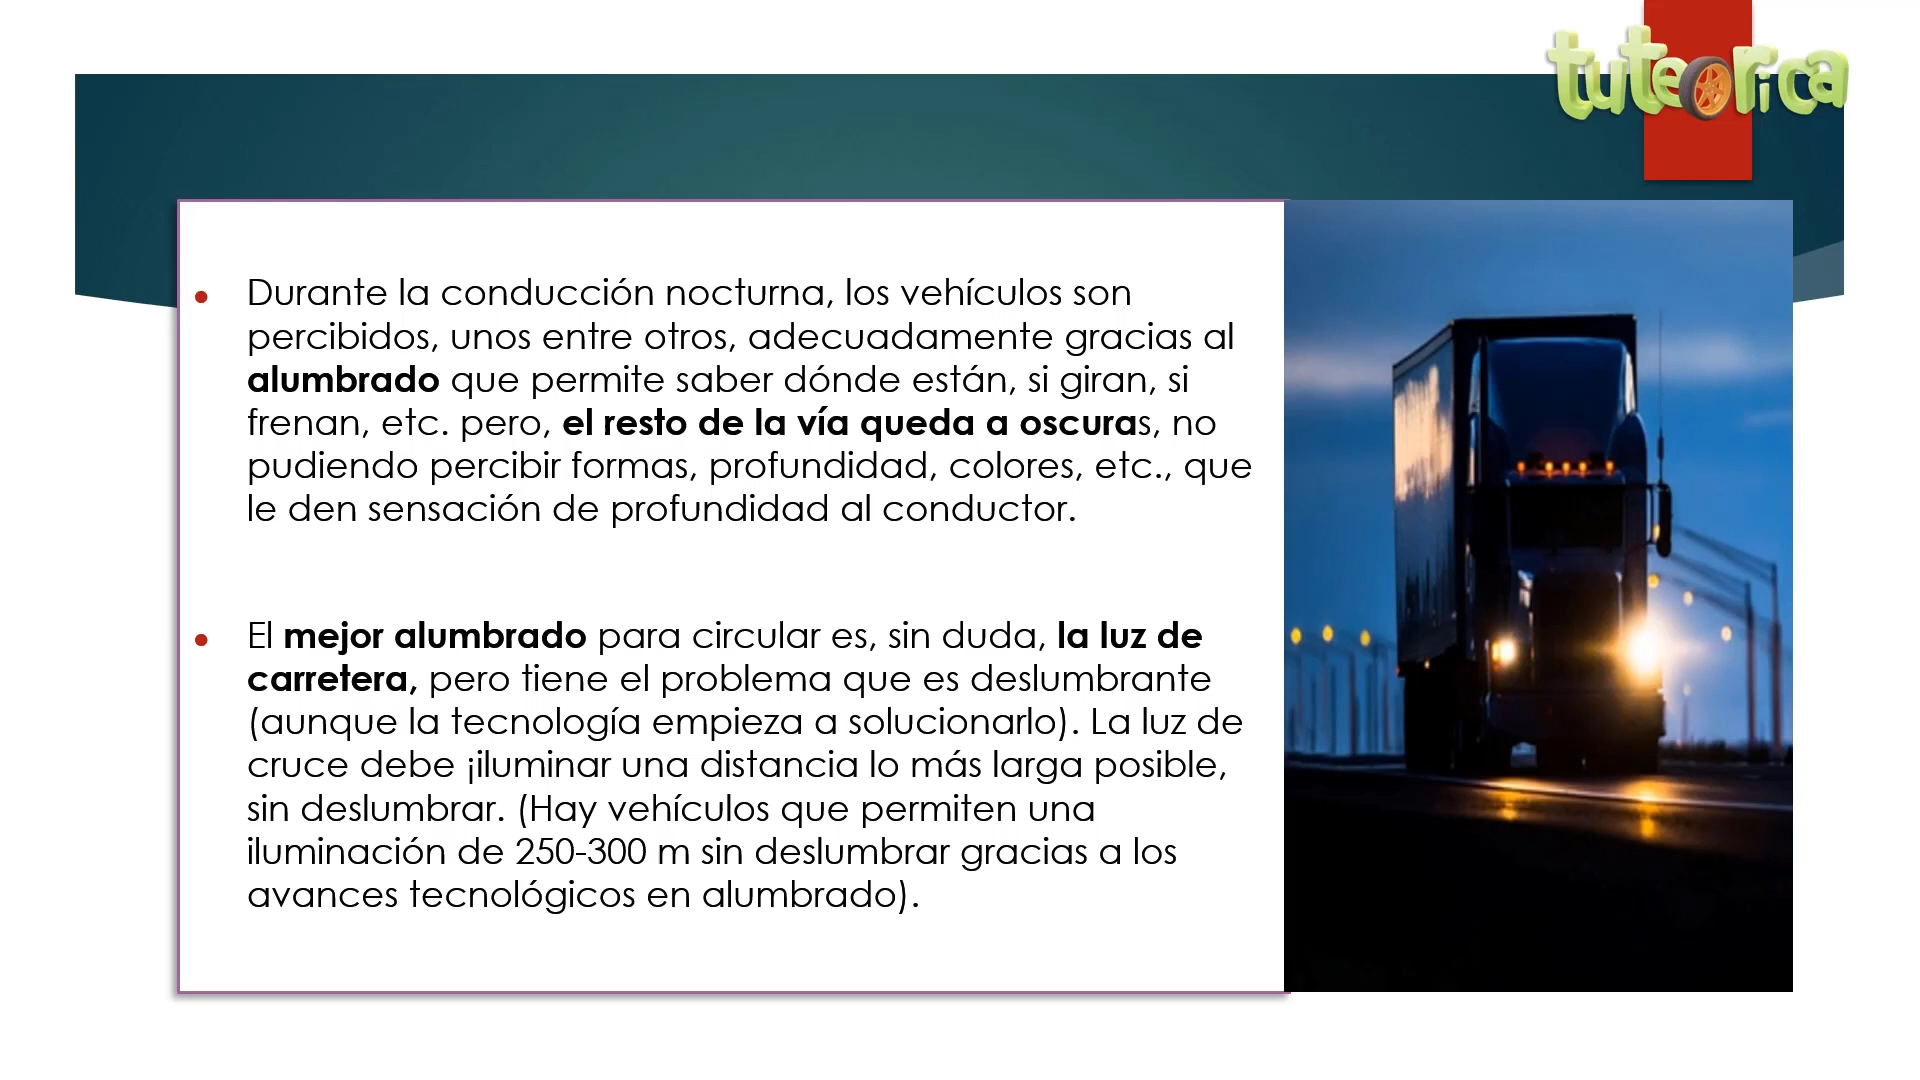 tuteorica
Durante la conducción nocturna, los vehículos son
percibidos, unos entre otros, adecuadamente gracias al
alumbrado que permite saber dónde están, si giran, si
frenan, etc. pero, el resto de la vía queda a oscuras, no
pudiendo percibir formas, profundidad, colores, etc., que
le den sensación de profundidad al conductor.
El mejor alumbrado para circular es, sin duda, la luz de
carretera, pero tiene el problema que es deslumbrante
(aunque la tecnología empieza a solucionarlo). La luz de
cruce debe ¡iluminar una distancia lo más larga posible,
sin deslumbrar. (Hay vehículos que permiten una
iluminación de 250-300 m sin deslumbrar gracias a los
avances tecnológicos en alumbrado).